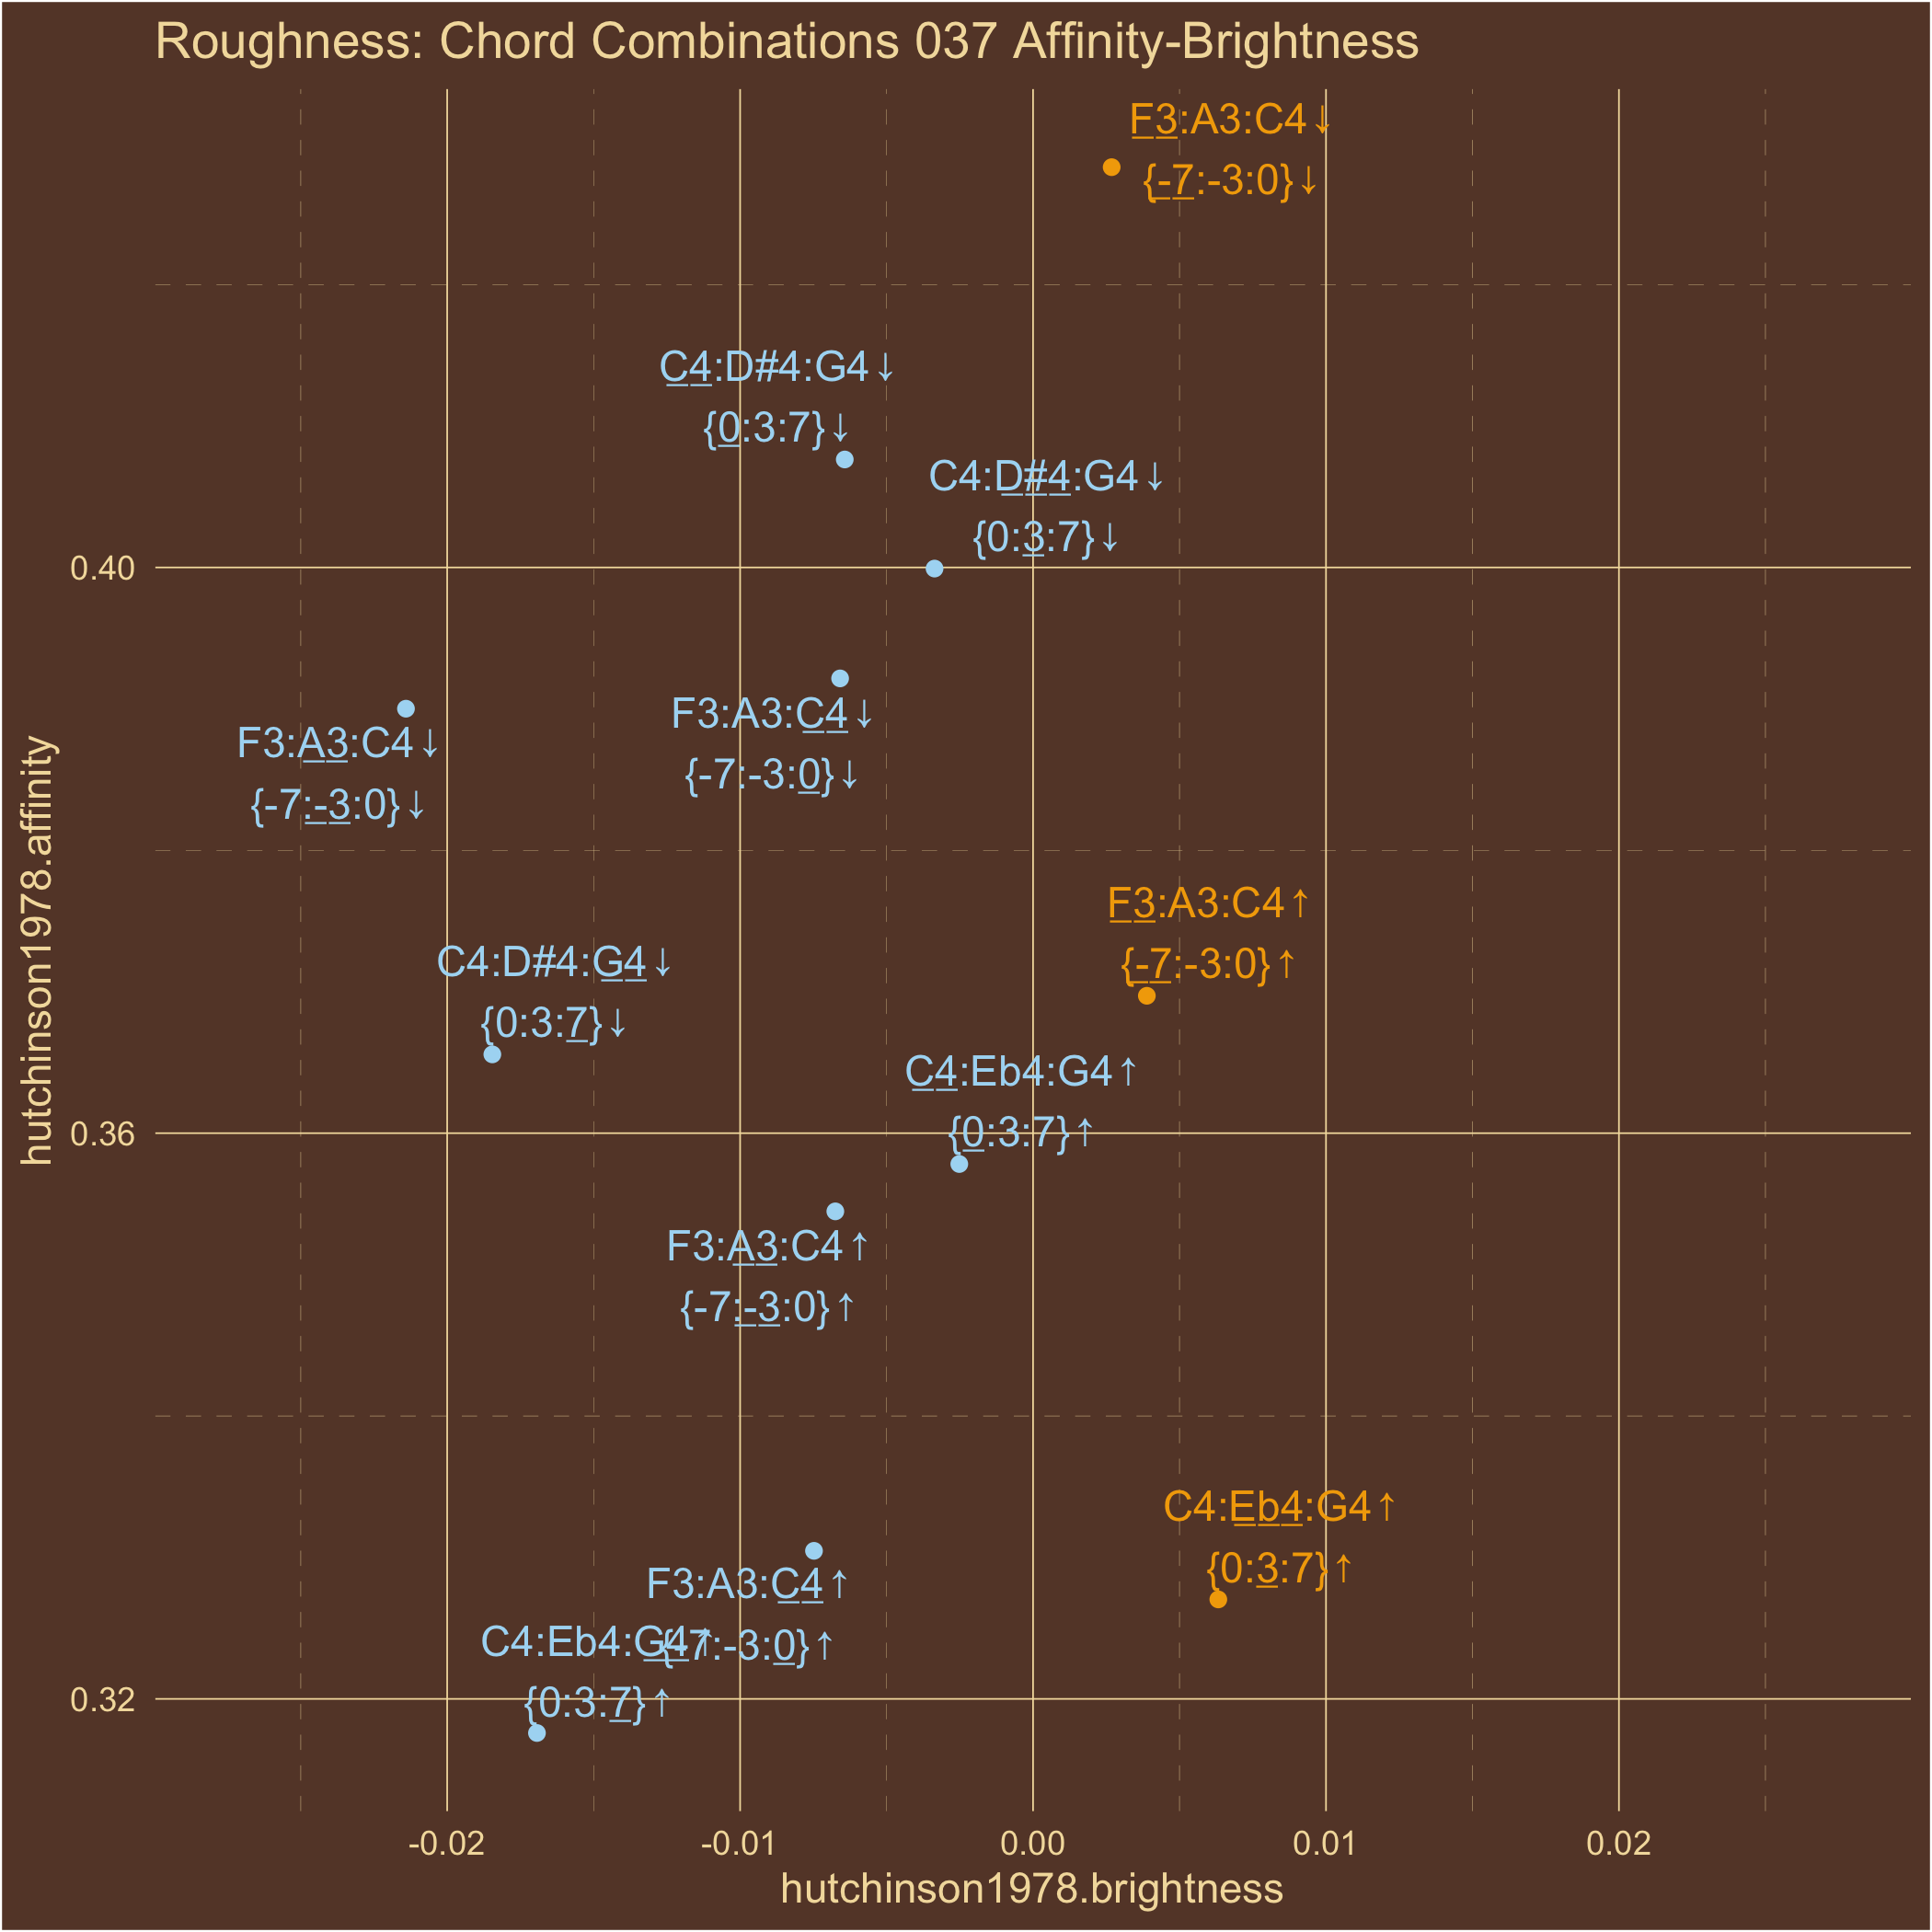 Roughness: Chord Combinations 037 Affinity-Brightness
F3:A3:C4↓
{-7:-3:0}↓
C4:D#4:G4↓
{0:3:7}↓
C4:D#4:G4↓
{0:3:7}↓
0.40
F3:A3:C4↓
{-7:-3:0}↓
F3:A3:C4↓
{-7:-3:0}↓
hutchinson1978.affinity
F3:A3:C4↑
{-7:-3:0}↑
C4:D#4:G4↓
{0:3:7}↓
C4:Eb4:G4↑
{0:3:7}↑
0.36
F3:A3:C4↑
{-7:-3:0}↑
C4:Eb4:G4↑
{0:3:7}↑
F3:A3:C4↑
{-7:-3:0}↑
C4:Eb4:G4↑
{0:3:7}↑
0.32
-0.02
-0.01
0.00
0.01
0.02
hutchinson1978.brightness